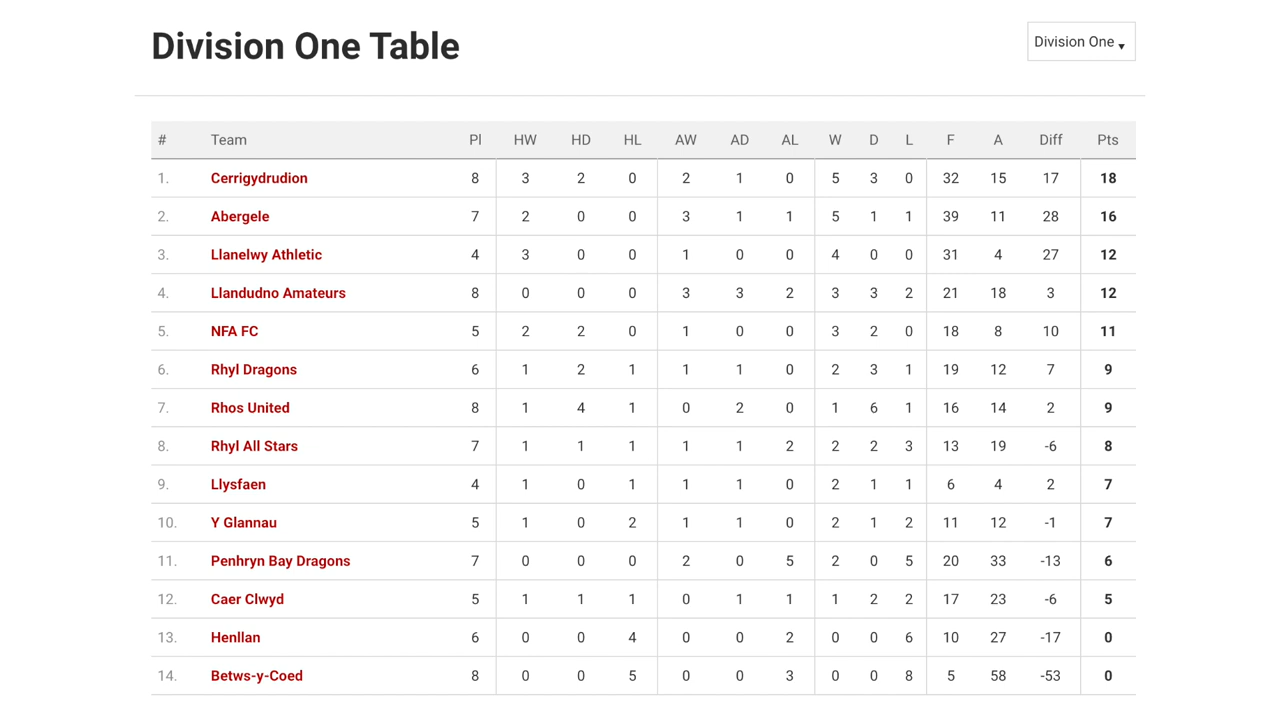 Division One Table
Division One
# Team Pl HW HD HL AW AD AL W D L F A Diff Pts
1. Cerrigydrudion 8 3 2 0 2 1 0 5 3 0 32 15 17 18
2. Abergele 7 2 0 0 3 1 1 5 1 1 39 11 28 16
3. Llanelwy Athletic 4 3 0 0 1 0 0 4 0 0 31 4 27 12
4. Llandudno Amateurs 8 0 0 0 3 3 2 3 3 2 21 18 3 12
5. NFA FC 5 2 2 0 1 0 0 3 2 0 18 8 10 11
6. Rhyl Dragons 6 1 2 1 1 1 0 2 3 1 19 12 7 9
7. Rhos United 8 1 4 1 0 2 0 1 6 1 16 14 2 9
8. Rhyl All Stars 7 1 1 1 1 1 2 2 2 3 13 19 -6 8
9. Llysfaen 4 1 0 1 1 1 0 2 1 1 6 4 2 7
10. Y Glannau 5 1 0 2 1 1 0 2 1 2 11 12 -1 7
11. Penhryn Bay Dragons 7 0 0 0 2 0 5 2 0 5 20 33 -13 6
12. Caer Clwyd 5 1 1 1 0 1 1 1 2 2 17 23 -6 5
13. Henllan 6 0 0 4 0 0 2 0 0 6 10 27 -17 0
14. Betws-y-Coed 8 0 0 5 0 0 3 0 0 8 5 58 -53 0